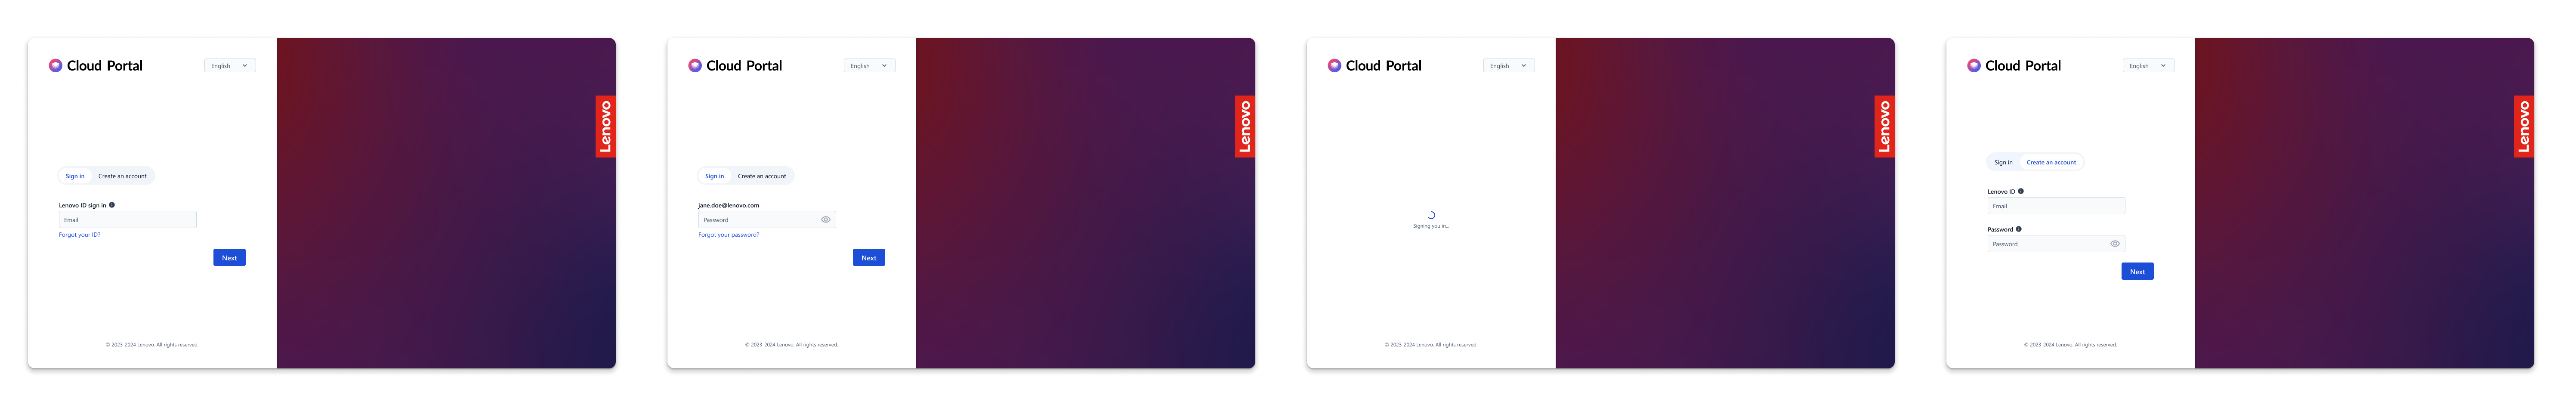 Cloud Portal
English
Lenovo
Sign in
Create an account
Lenovo ID sign in
Email
Forgot your ID?
Next
© 2023-2024 Lenovo. All rights reserved.
Cloud Portal
English
Lenovo
Sign in
Create an account
jane.doe@lenovo.com
Password
Forgot your password?
Next
© 2023-2024 Lenovo. All rights reserved.
Cloud Portal
English
Lenovo
Signing you in...
© 2023-2024 Lenovo. All rights reserved.
Cloud Portal
English
Lenovo
Sign in
Create an account
Lenovo ID
Email
Password
Password
Next
© 2023-2024 Lenovo. All rights reserved.